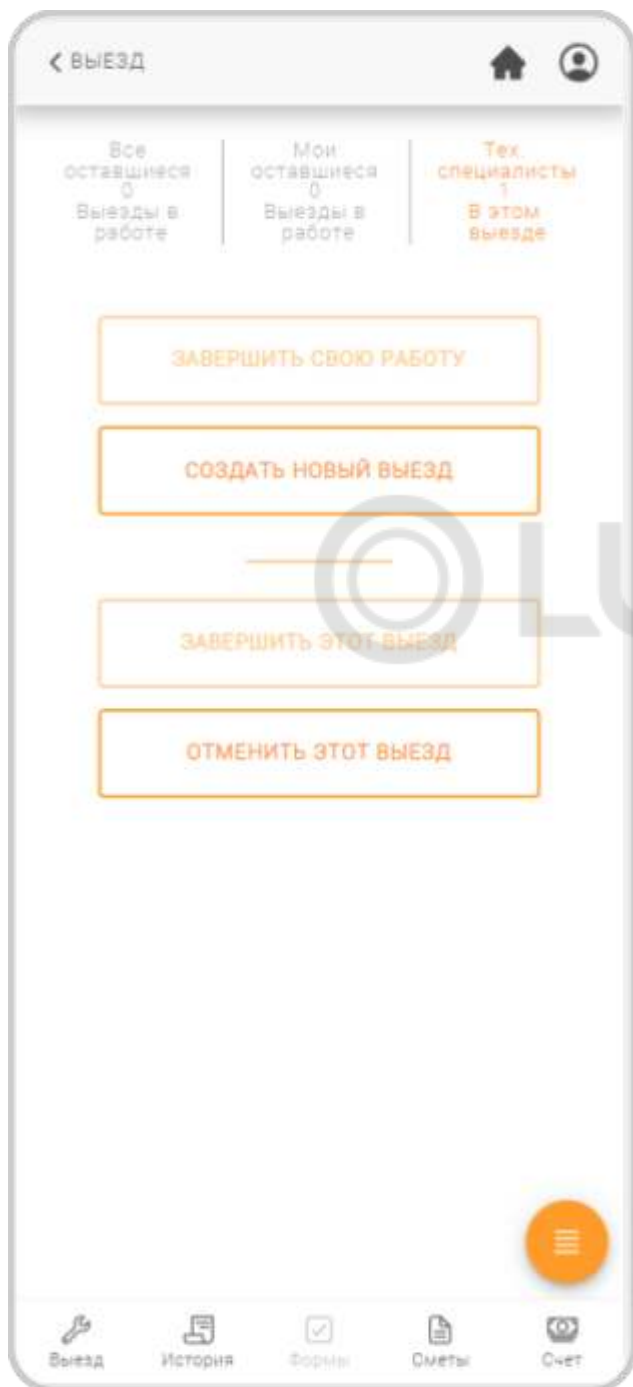 ВЫЕЗД
Все
оставшиеся
0
Выезды в
работе
Мои
оставшиеся
0
Выезды в
работе
Тех.
специалисты
1
В этом
выезде
ЗАВЕРШИТЬ СВОЮ РАБОТУ
СОЗДАТЬ НОВЫЙ ВЫЕЗД
LU
ЗАВЕРШИТЬ ЭТОТ ВЫЕЗД
ОТМЕНИТЬ ЭТОТ ВЫЕЗД
Выезд
История
Формы
Сметы
Счет